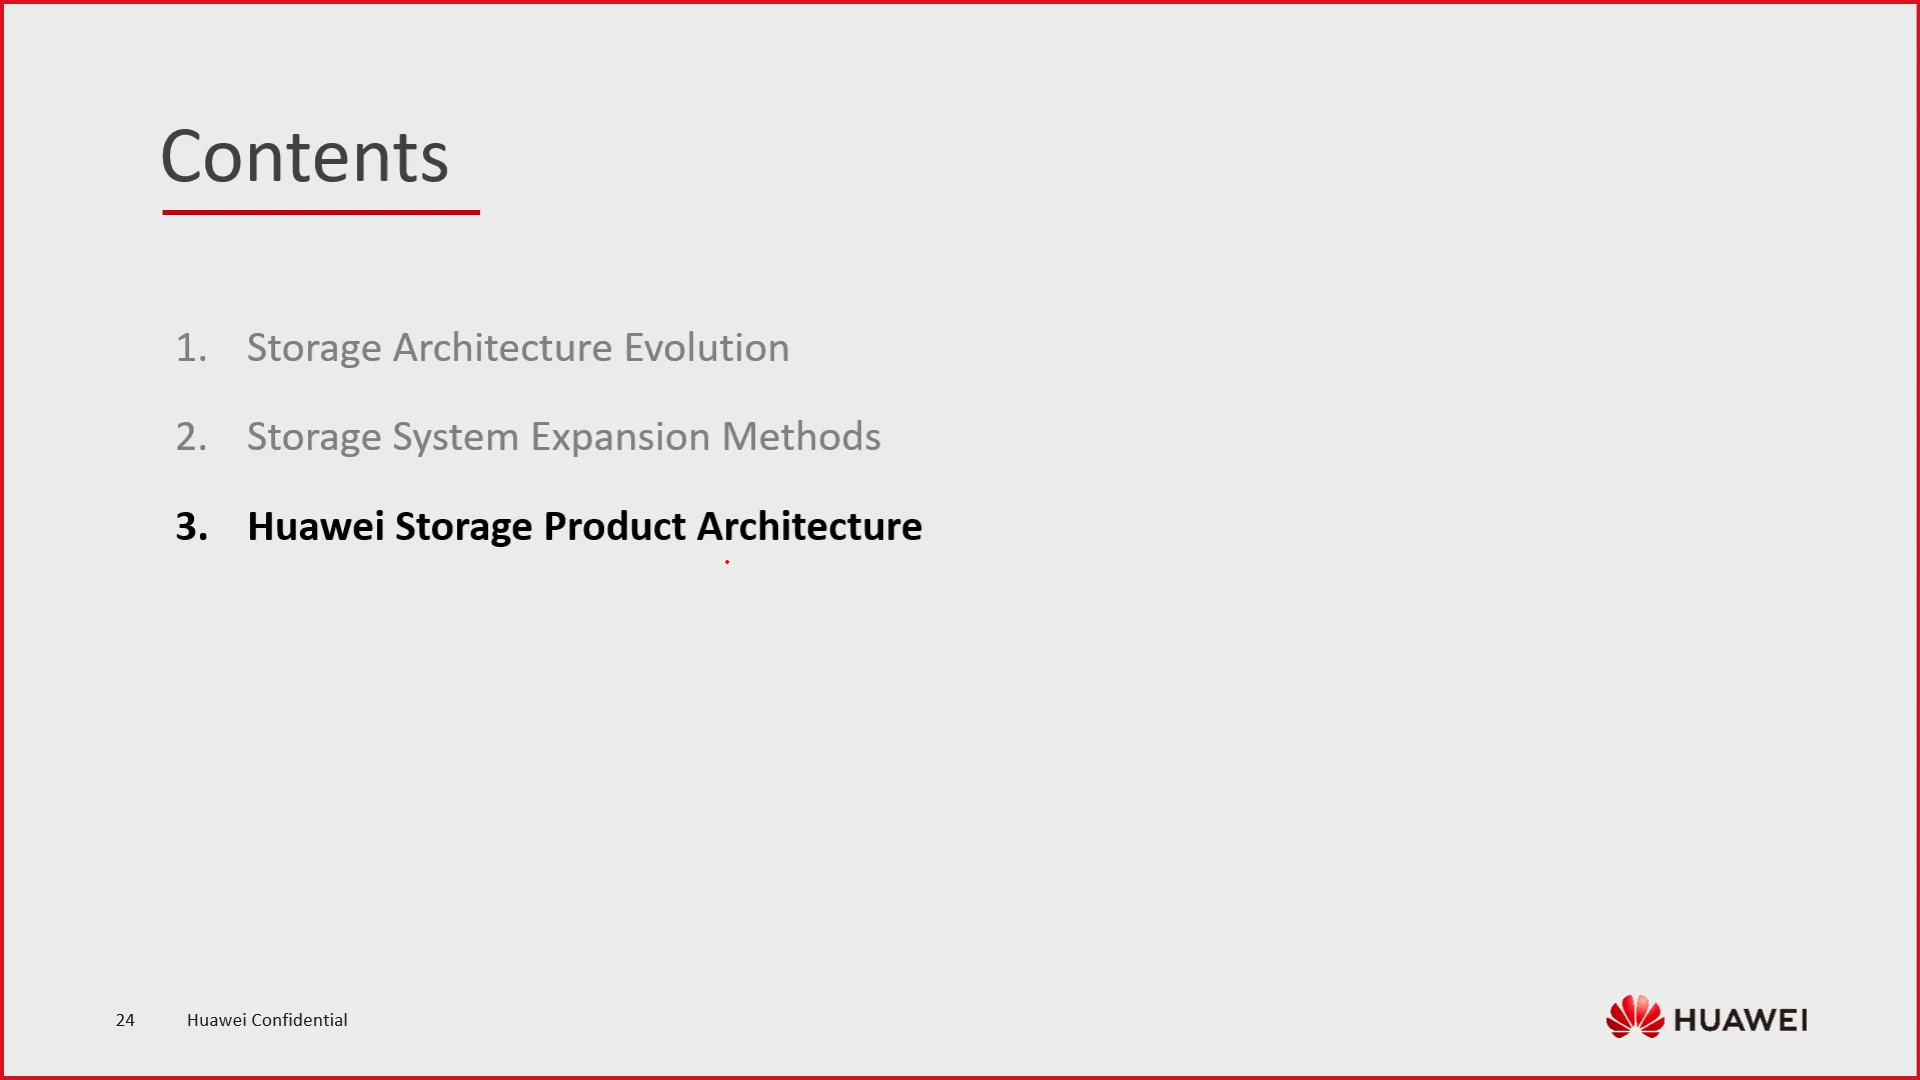 Contents
1. Storage Architecture Evolution
2. Storage System Expansion Methods
3. Huawei Storage Product Architecture
24 Huawei Confidential
HUAWEI